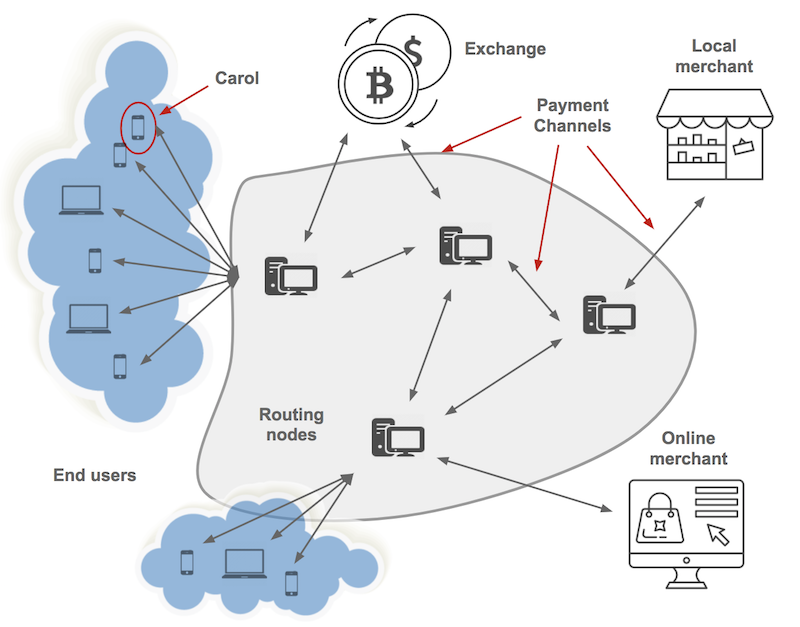 Exchange
Local
merchant
Carol
Payment
Channels
Routing
nodes
Online
merchant
End users